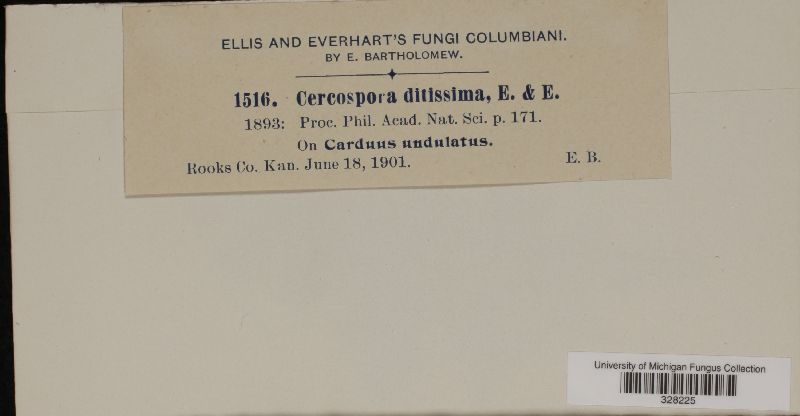 ELLIS AND EVERHART'S FUNGI COLUMBIANI.
BY E. BARTHOLOMEW.
1516. Cercospora ditissima, E. & E.
1893: Proc. Phil. Acad. Nat. Sci. p. 171.
On Carduus undulatus.
Rooks Co. Kan. June 18, 1901. E. B.
University of Michigan Fungus Collection
328225